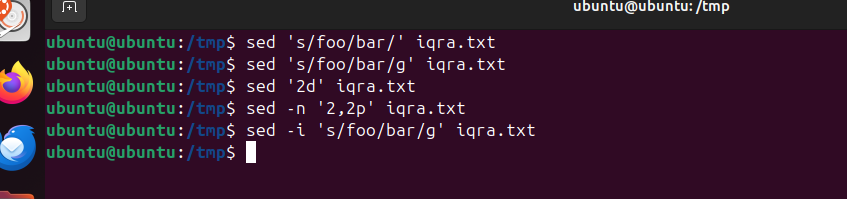 ubuntu@ubuntu: /tmp
ubuntu@ubuntu:/tmp$ sed 's/foo/bar/' iqra.txt
ubuntu@ubuntu:/tmp$ sed 's/foo/bar/g' iqra.txt
ubuntu@ubuntu:/tmp$ sed '2d' iqra.txt
ubuntu@ubuntu:/tmp$ sed -n '2,2p' iqra.txt
ubuntu@ubuntu:/tmp$ sed -i 's/foo/bar/g' iqra.txt
ubuntu@ubuntu:/tmp$